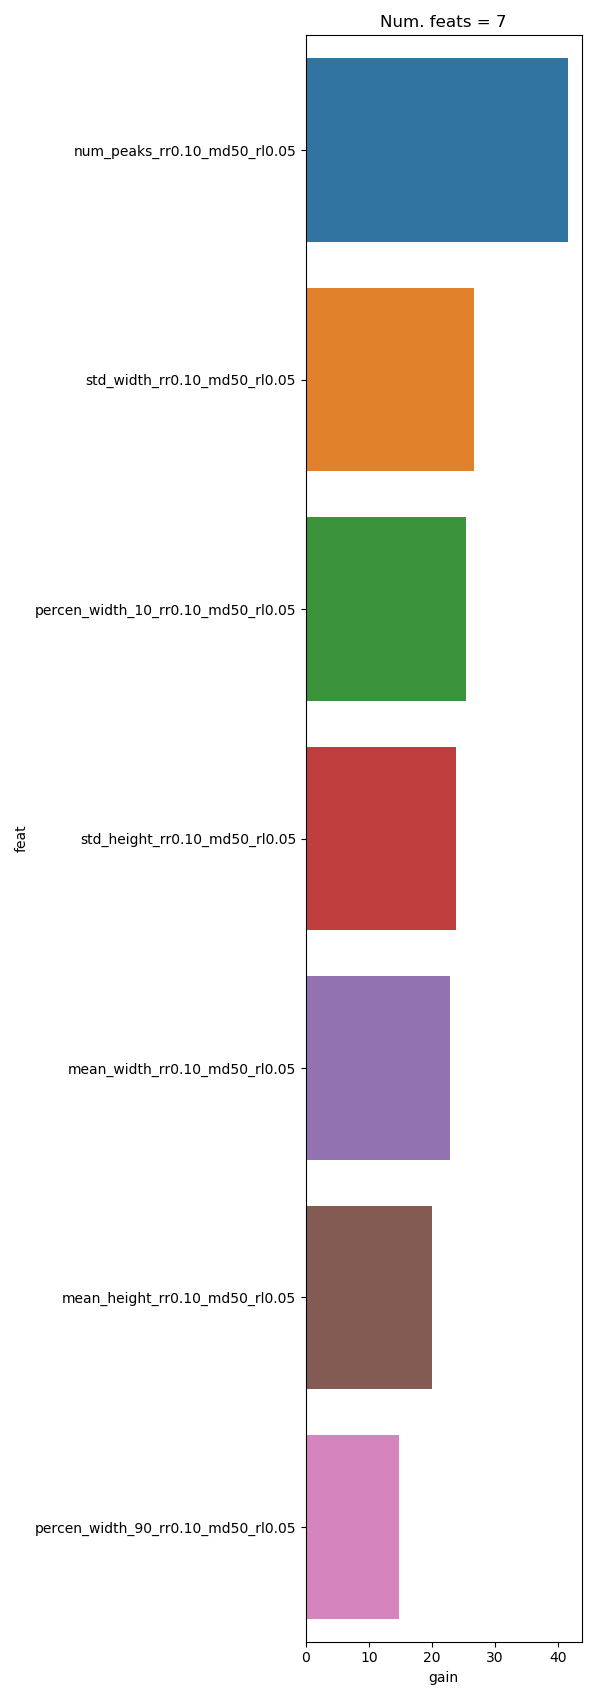 Num. feats = 7
num_peaks_rr0.10_md50_rl0.05
std_width_rr0.10_md50_rl0.05
percen_width_10_rr0.10_md50_rl0.05
std_height_rr0.10_md50_rl0.05
feat
mean_width_rr0.10_md50_rl0.05
mean_height_rr0.10_md50_rl0.05
percen_width_90_rr0.10_md50_rl0.05
0 10 20 30 40
gain